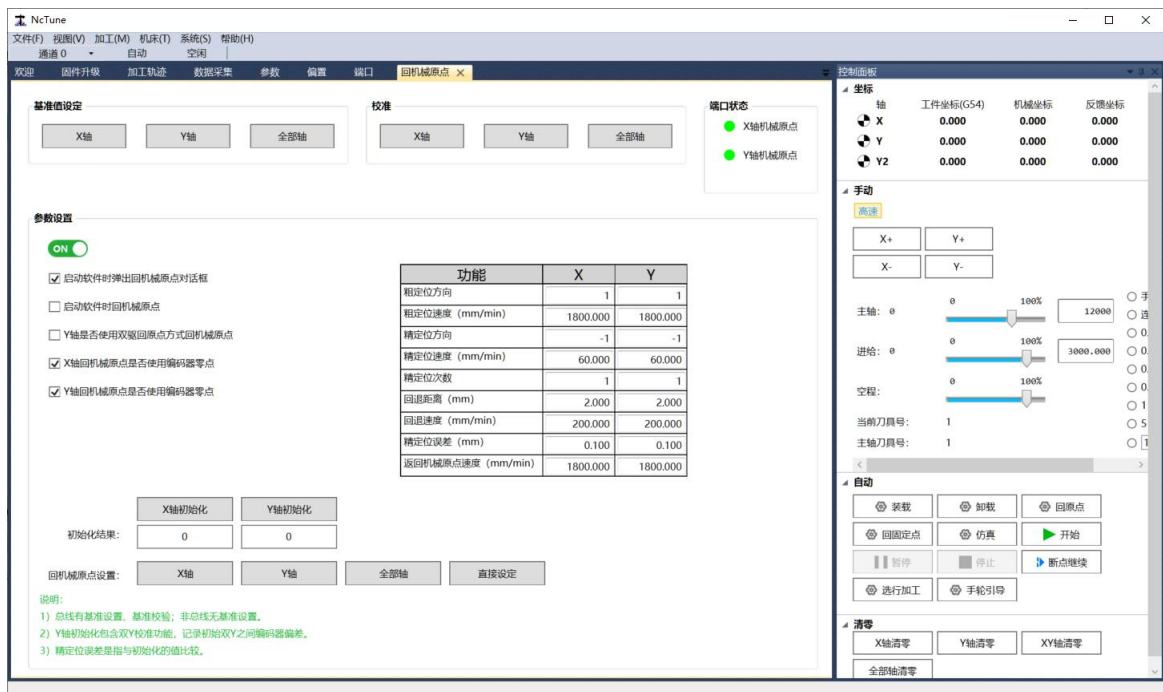 NcTune
文件(F) 视图(V) 加工(M) 机床(T) 系统(S) 帮助(H)
通道 0 自动 空闲
欢迎 固件升级 加工轨迹 数据采集 参数 偏置 端口 回机械原点
基准值设定
X轴 Y轴 全部轴
校准
X轴 Y轴 全部轴
端口状态
X轴机械原点
Y轴机械原点
参数设置
ON
启动软件时弹出回机械原点对话框
启动软件时回机械原点
Y轴是否使用双驱回原点方式回机械原点
X轴回机械原点是否使用编码器零点
Y轴回机械原点是否使用编码器零点
功能 X Y
粗定位方向 1 1
粗定位速度（mm/min） 1800.000 1800.000
精定位方向 -1 -1
精定位速度（mm/min） 60.000 60.000
精定位次数 1 1
回退距离（mm） 2.000 2.000
回退速度（mm/min） 200.000 200.000
精定位误差（mm） 0.100 0.100
返回机械原点速度（mm/min） 1800.000 1800.000
X轴初始化 Y轴初始化
初始化结果: 0 0
回机械原点设置: X轴 Y轴 全部轴 直接设定
说明:
1）总线有基准设置、基准校验；非总线无基准设置。
2）Y轴初始化包含双Y校准功能，记录初始双Y之间编码器偏差。
3）精定位误差是指与初始化的值比较。
控制面板
坐标
轴 工件坐标(G54) 机械坐标 反馈坐标
X 0.000 0.000 0.000
Y 0.000 0.000 0.000
Y2 0.000 0.000 0.000
手动
高速
X+ Y+
X- Y-
主轴: 0 0 100% 12000
进给: 0 0 100% 3000.000
空程: 0 100%
当前刀具号: 1
主轴刀具号: 1
手
连
0.
0.
0.
0.
1
5
1
自动
装载 卸载 回原点
回固定点 仿真 开始
暂停 停止 断点继续
选行加工 手轮引导
清零
X轴清零 Y轴清零 XY轴清零
全部轴清零